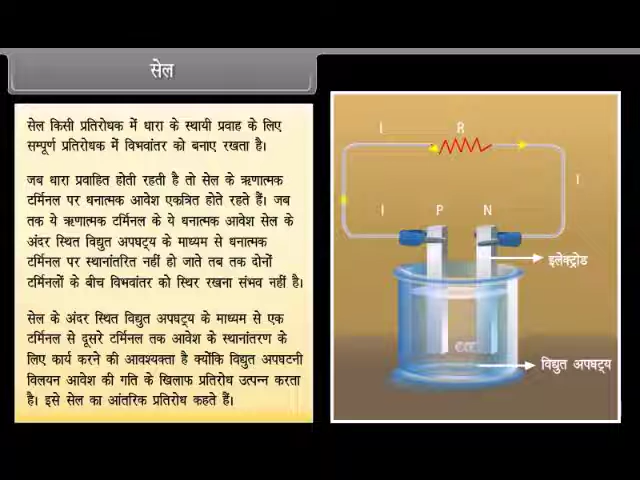 सेल
सेल किसी प्रतिरोधक में धारा के स्थायी प्रवाह के लिए
सम्पूर्ण प्रतिरोधक में विभवांतर को बनाए रखता है।
जब धारा प्रवाहित होती रहती है तो सेल के ऋणात्मक
टर्मिनल पर धनात्मक आवेश एकत्रित होते रहते हैं। जब
तक ये ऋणात्मक टर्मिनल के ये धनात्मक आवेश सेल के
अंदर स्थित विद्युत अपघट्य के माध्यम से धनात्मक
टर्मिनल पर स्थानांतरित नहीं हो जाते तब तक दोनों
टर्मिनलों के बीच विभवांतर को स्थिर रखना संभव नहीं है।
सेल के अंदर स्थित विद्युत अपघट्य के माध्यम से एक
टर्मिनल से दूसरे टर्मिनल तक आवेश के स्थानांतरण के
लिए कार्य करने की आवश्यकता है क्योंकि विद्युत अपघटनी
विलयन आवेश की गति के खिलाफ प्रतिरोध उत्पन्न करता
है। इसे सेल का आंतरिक प्रतिरोध कहते हैं।
I R
I
I P N
इलेक्ट्रोड
विद्युत अपघट्य